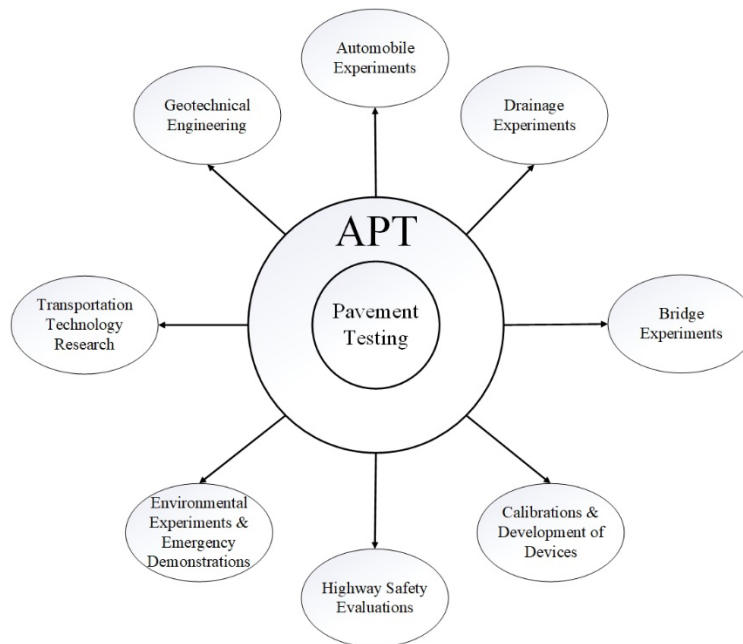 Automobile
Experiments
Geotechnical
Engineering
Drainage
Experiments
APT
Pavement
Testing
Transportation
Technology
Research
Bridge
Experiments
Environmental
Experiments &
Emergency
Demonstrations
Calibrations &
Development of
Devices
Highway Safety
Evaluations